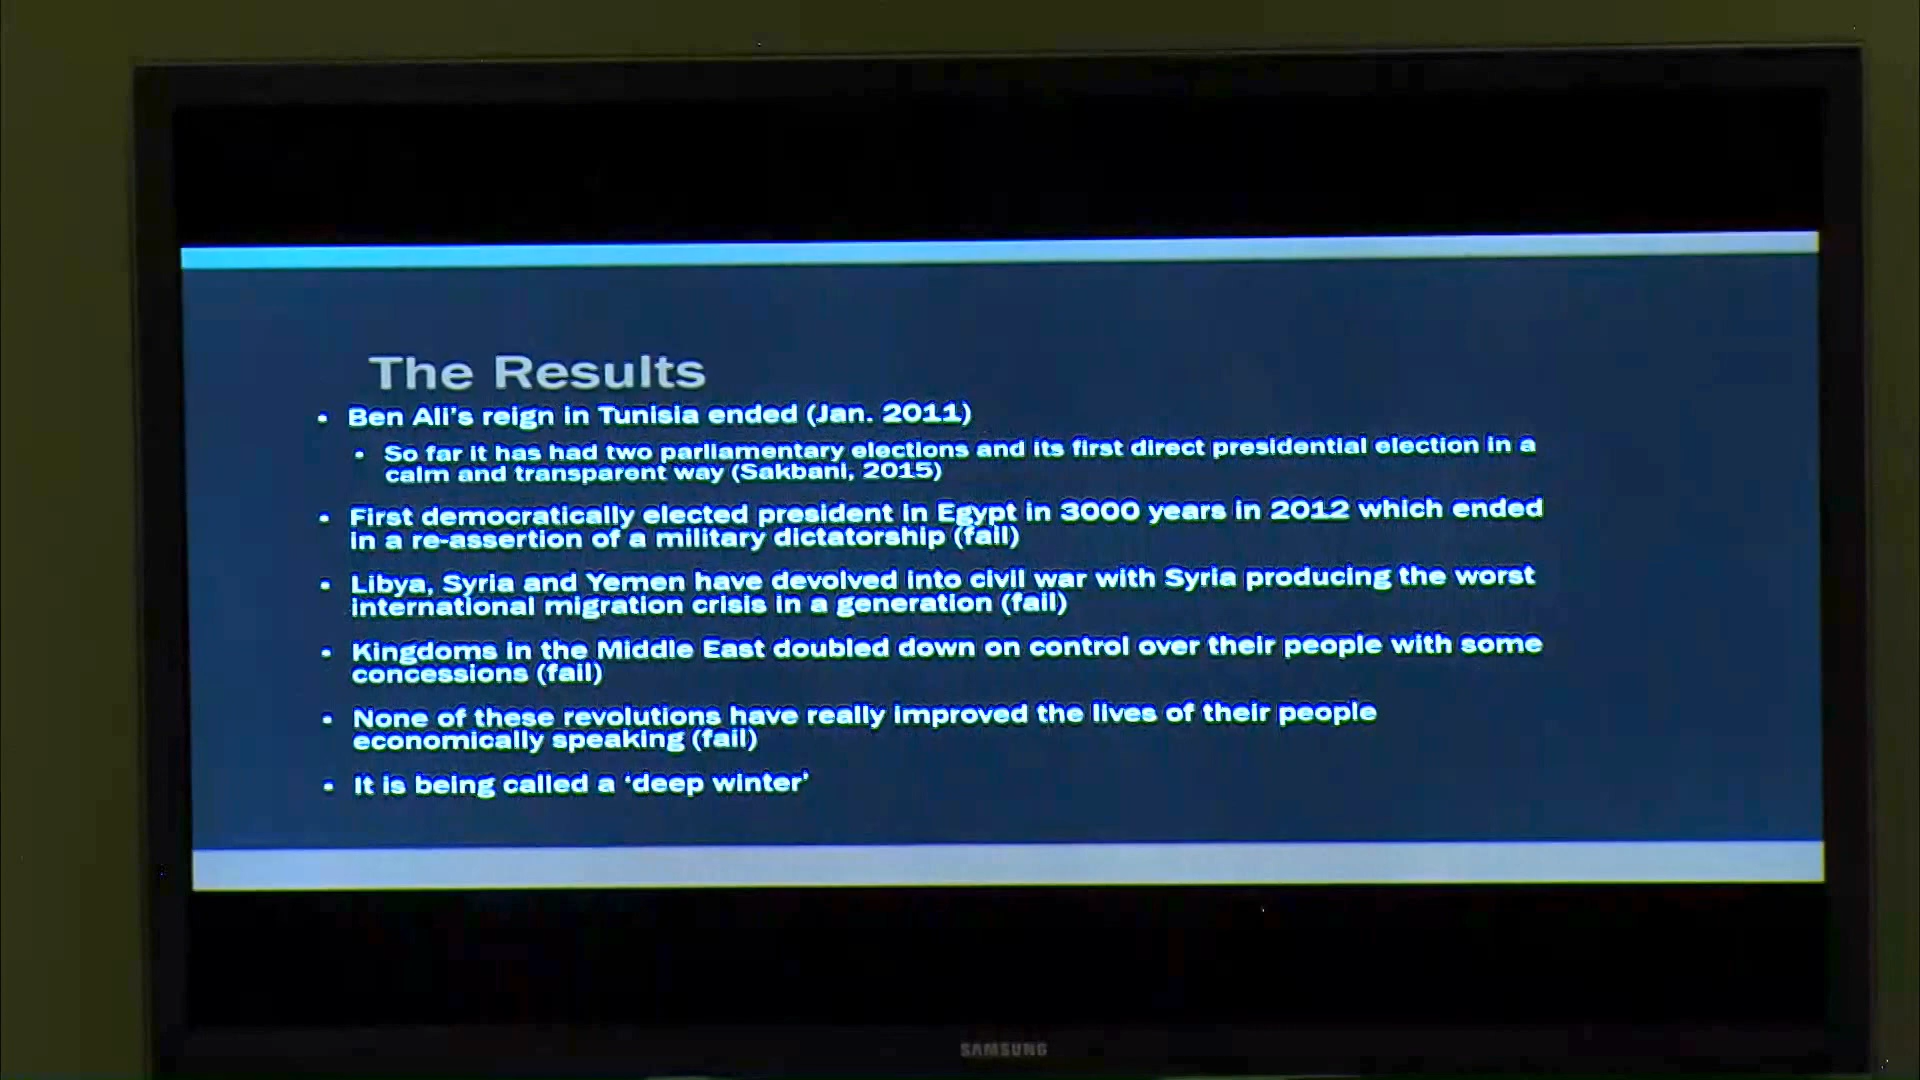 The Results
• Ben Ali's reign in Tunisia ended (Jan. 2011)
• So far it has had two parliamentary elections and its first direct presidential election in a
calm and transparent way (Sakbani, 2015)
• First democratically elected president in Egypt in 3000 years in 2012 which ended
in a re-assertion of a military dictatorship (fail)
• Libya, Syria and Yemen have devolved into civil war with Syria producing the worst
international migration crisis in a generation (fail)
• Kingdoms in the Middle East doubled down on control over their people with some
concessions (fail)
• None of these revolutions have really improved the lives of their people
economically speaking (fail)
• It is being called a ‘deep winter’
SAMSUNG